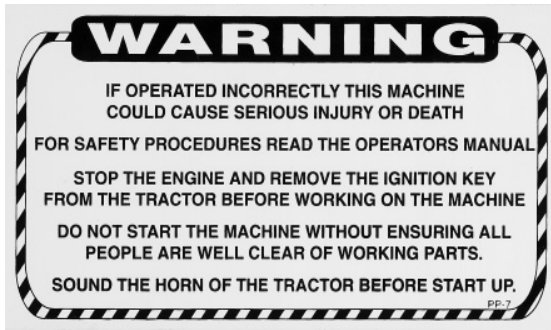 WARNING
IF OPERATED INCORRECTLY THIS MACHINE
COULD CAUSE SERIOUS INJURY OR DEATH
FOR SAFETY PROCEDURES READ THE OPERATORS MANUAL
STOP THE ENGINE AND REMOVE THE IGNITION KEY
FROM THE TRACTOR BEFORE WORKING ON THE MACHINE
DO NOT START THE MACHINE WITHOUT ENSURING ALL
PEOPLE ARE WELL CLEAR OF WORKING PARTS.
SOUND THE HORN OF THE TRACTOR BEFORE START UP.
PP-7